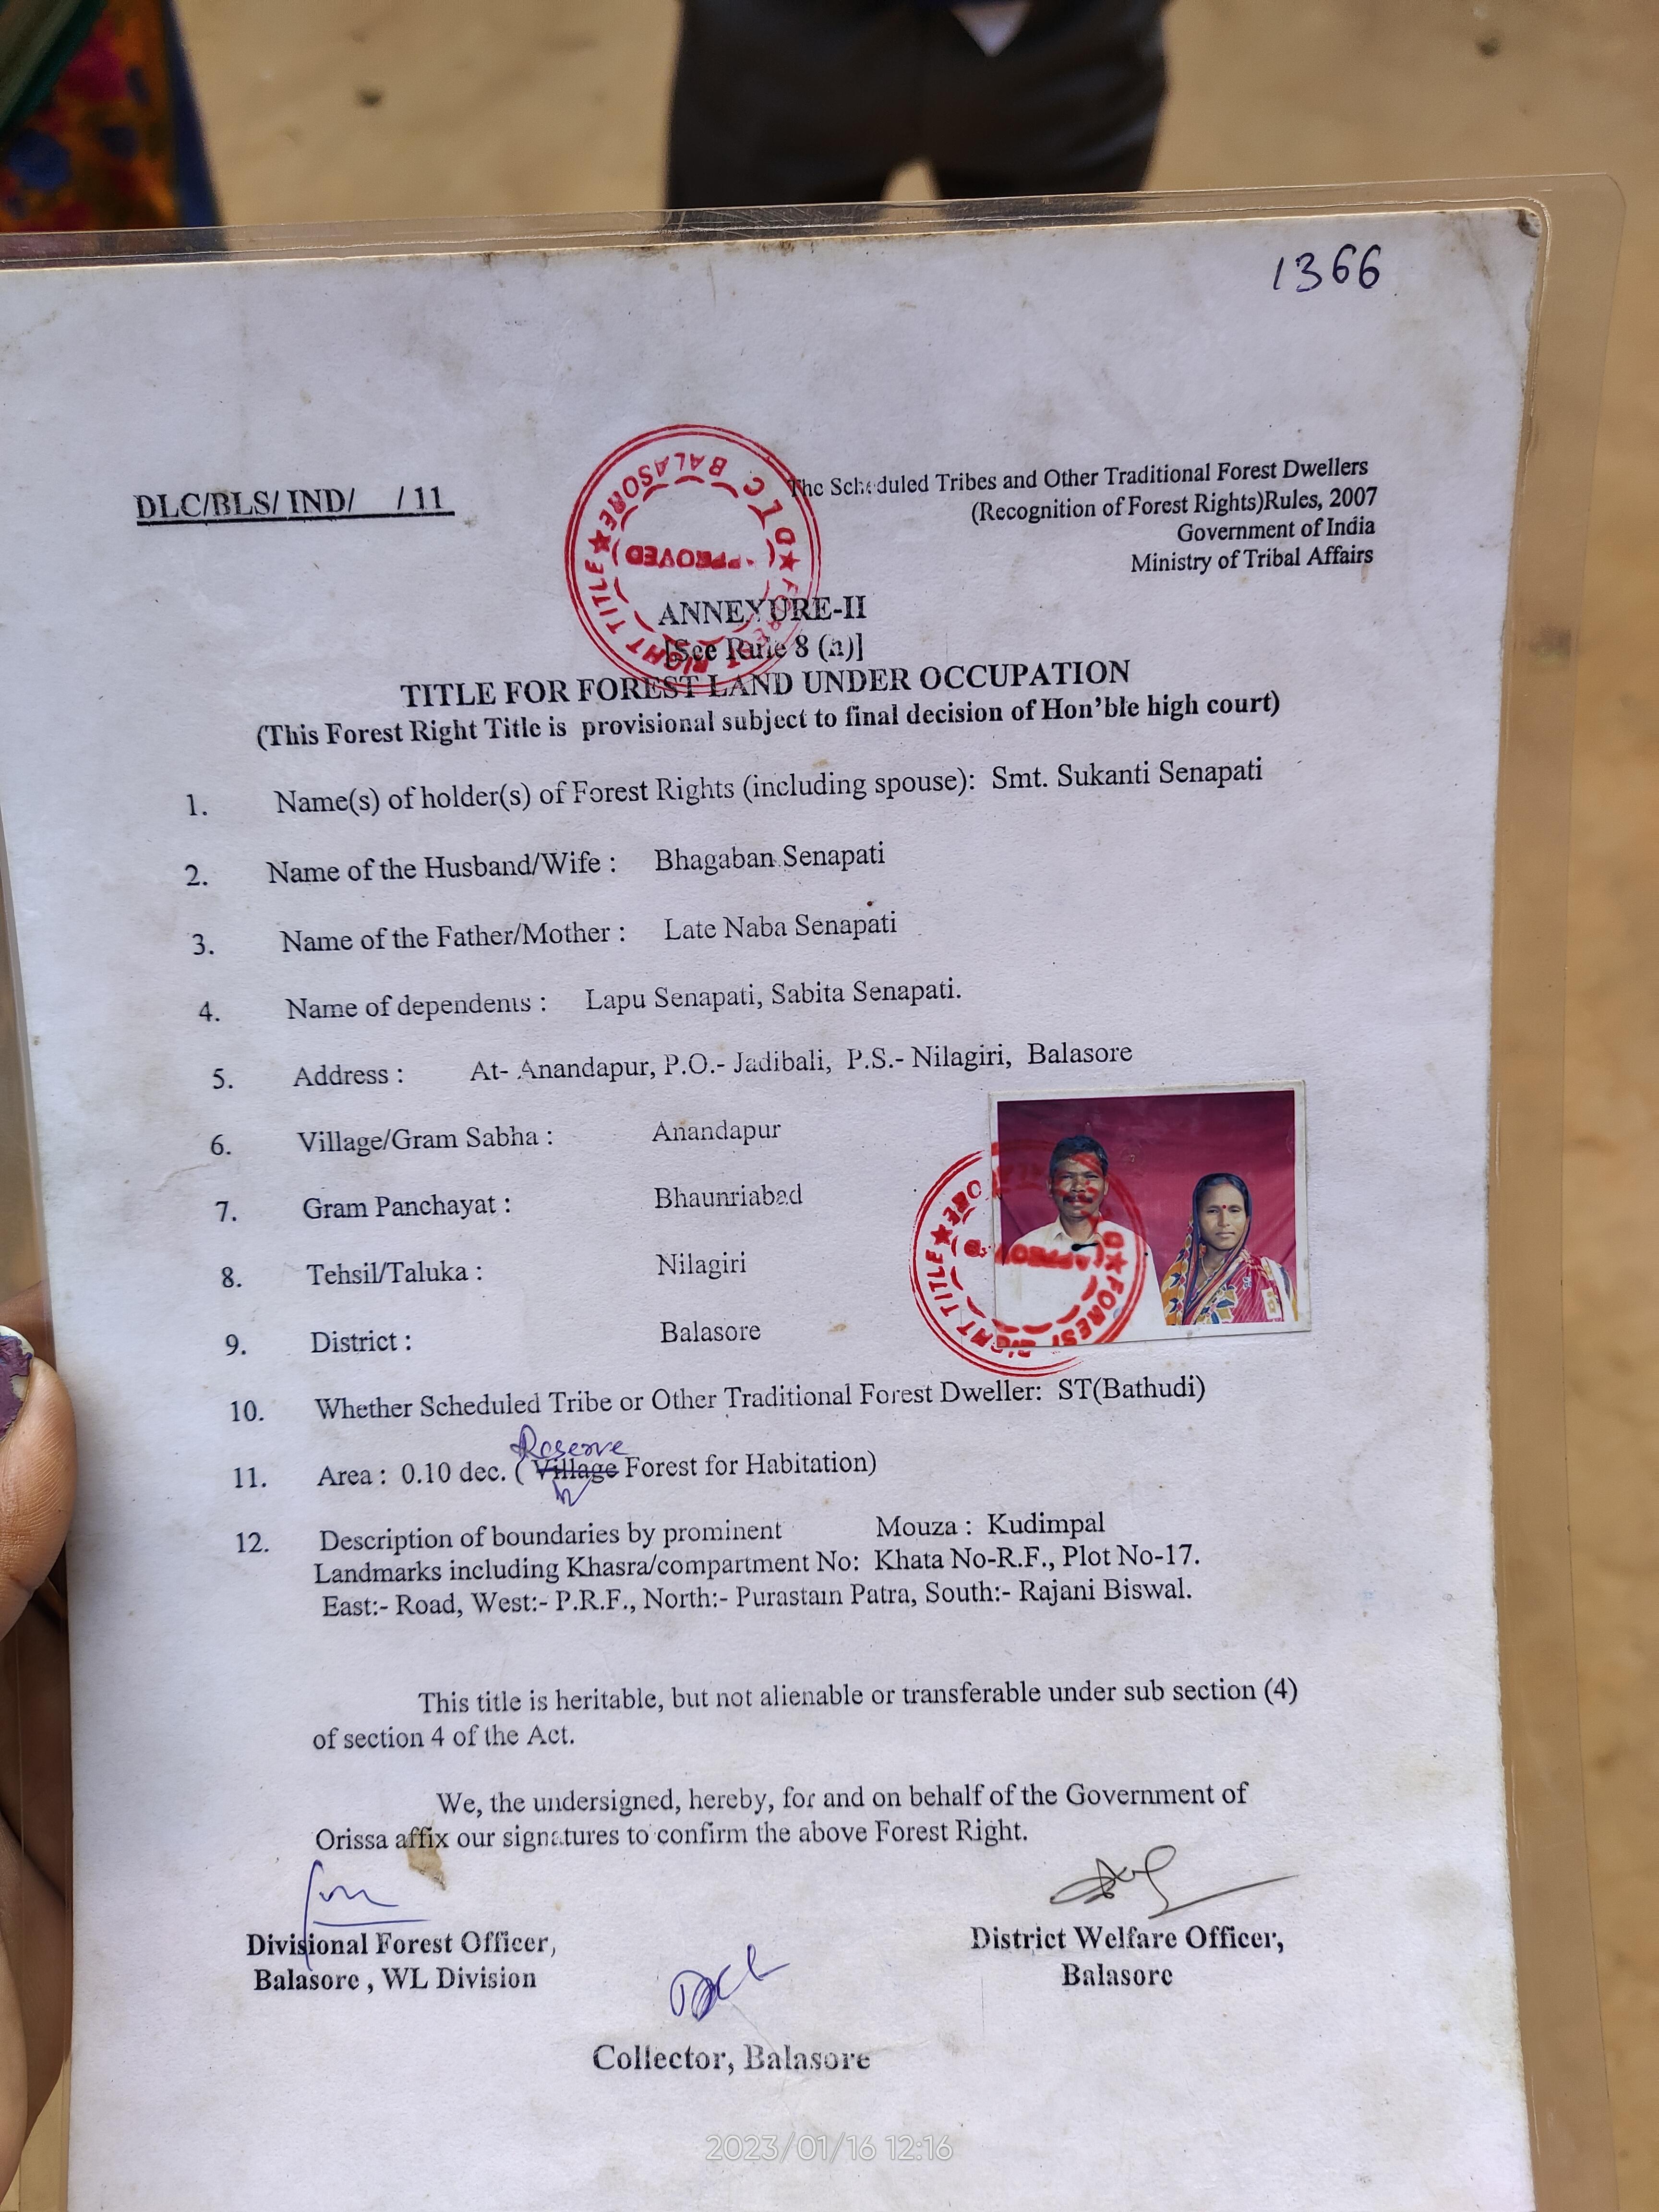 1366
DLC/BLS/ IND/ / 11
The Scheduled Tribes and Other Traditional Forest Dwellers
(Recognition of Forest Rights)Rules, 2007
Government of India
Ministry of Tribal Affairs
★ FOREST RIGHT TITLE ★ DLC BALASORE
APPROVED
ANNEXURE-II
[See Rule 8 (h)]
TITLE FOR FOREST LAND UNDER OCCUPATION
(This Forest Right Title is provisional subject to final decision of Hon'ble high court)
1. Name(s) of holder(s) of Forest Rights (including spouse): Smt. Sukanti Senapati
2. Name of the Husband/Wife : Bhagaban Senapati
3. Name of the Father/Mother : Late Naba Senapati
4. Name of dependents : Lapu Senapati, Sabita Senapati.
5. Address : At- Anandapur, P.O.- Jadibali, P.S.- Nilagiri, Balasore
6. Village/Gram Sabha : Anandapur
7. Gram Panchayat : Bhaunriabad
8. Tehsil/Taluka : Nilagiri
9. District : Balasore
FOREST RIGHT TITLE ★
APPROVED
10. Whether Scheduled Tribe or Other Traditional Forest Dweller: ST(Bathudi)
Reserve
11. Area : 0.10 dec. ( Village Forest for Habitation)
12. Description of boundaries by prominent Mouza : Kudimpal
Landmarks including Khasra/compartment No: Khata No-R.F., Plot No-17.
East:- Road, West:- P.R.F., North:- Purastam Patra, South:- Rajani Biswal.
This title is heritable, but not alienable or transferable under sub section (4)
of section 4 of the Act.
We, the undersigned, hereby, for and on behalf of the Government of
Orissa affix our signatures to confirm the above Forest Right.
Divisional Forest Officer,
Balasore , WL Division
District Welfare Officer,
Balasore
Collector, Balasore
2023/01/16 12:16